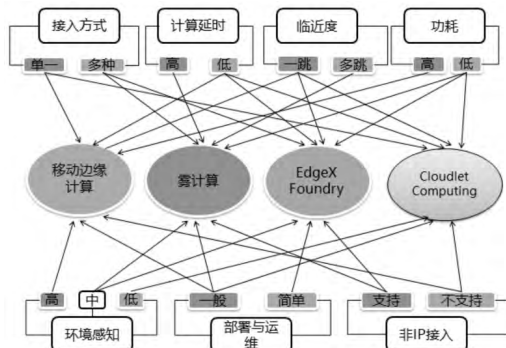 接入方式 计算延时 临近度 功耗
单一 多种 高 低 一跳 多跳 高 低
移动边缘
计算
雾计算
EdgeX
Foundry
Cloudlet
Computing
高 中 低 一般 简单 支持 不支持
环境感知
部署与运
维
非IP接入